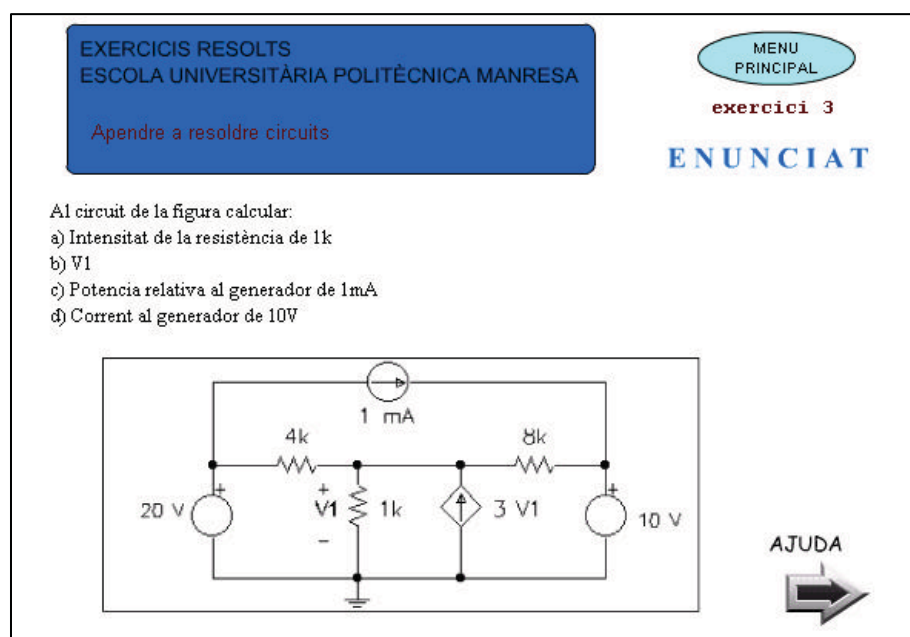 EXERCICIS RESOLTS
ESCOLA UNIVERSITÀRIA POLITÈCNICA MANRESA
Apendre a resoldre circuits
MENU
PRINCIPAL
exercici 3
ENUNCIAT
Al circuit de la figura calcular:
a) Intensitat de la resistència de 1k
b) V1
c) Potencia relativa al generador de 1mA
d) Corrent al generador de 10V
1 mA
4k
8k
+
+
+
20 V
V1
1k
3 V1
10 V
-
AJUDA